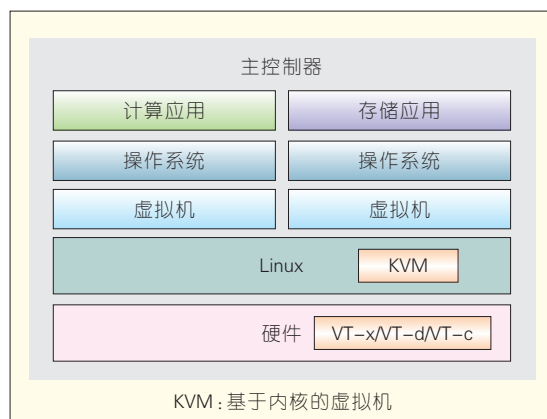 主控制器
计算应用 存储应用
操作系统 操作系统
虚拟机 虚拟机
Linux KVM
硬件 VT-x/VT-d/VT-c
KVM：基于内核的虚拟机